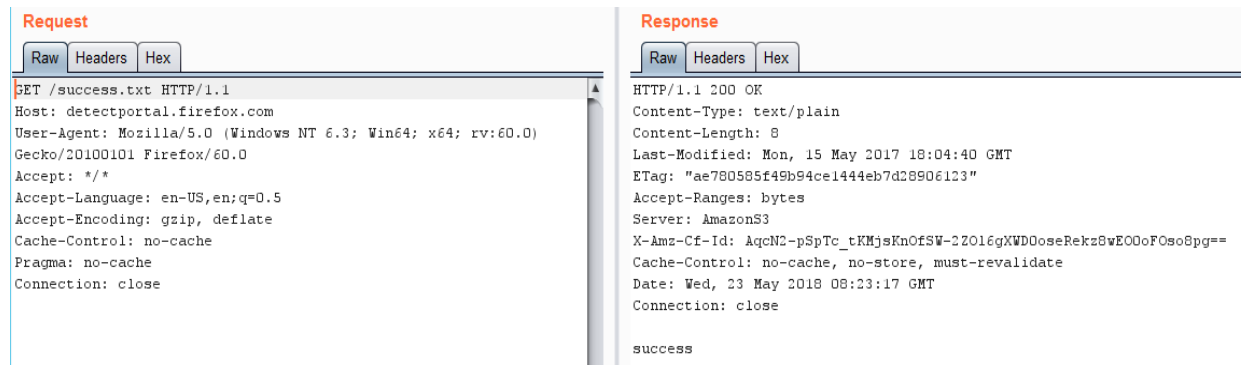 Request
Raw Headers Hex
GET /success.txt HTTP/1.1
Host: detectportal.firefox.com
User-Agent: Mozilla/5.0 (Windows NT 6.3; Win64; x64; rv:60.0)
Gecko/20100101 Firefox/60.0
Accept: */*
Accept-Language: en-US,en;q=0.5
Accept-Encoding: gzip, deflate
Cache-Control: no-cache
Pragma: no-cache
Connection: close
Response
Raw Headers Hex
HTTP/1.1 200 OK
Content-Type: text/plain
Content-Length: 8
Last-Modified: Mon, 15 May 2017 18:04:40 GMT
ETag: "ae780585f49b94ce1444eb7d28906123"
Accept-Ranges: bytes
Server: AmazonS3
X-Amz-Cf-Id: AqcN2-pSpTc_tKMjsKnOfSW-2ZOl6gXWD0oseRekz8wEO0oFOso8pg==
Cache-Control: no-cache, no-store, must-revalidate
Date: Wed, 23 May 2018 08:23:17 GMT
Connection: close
success